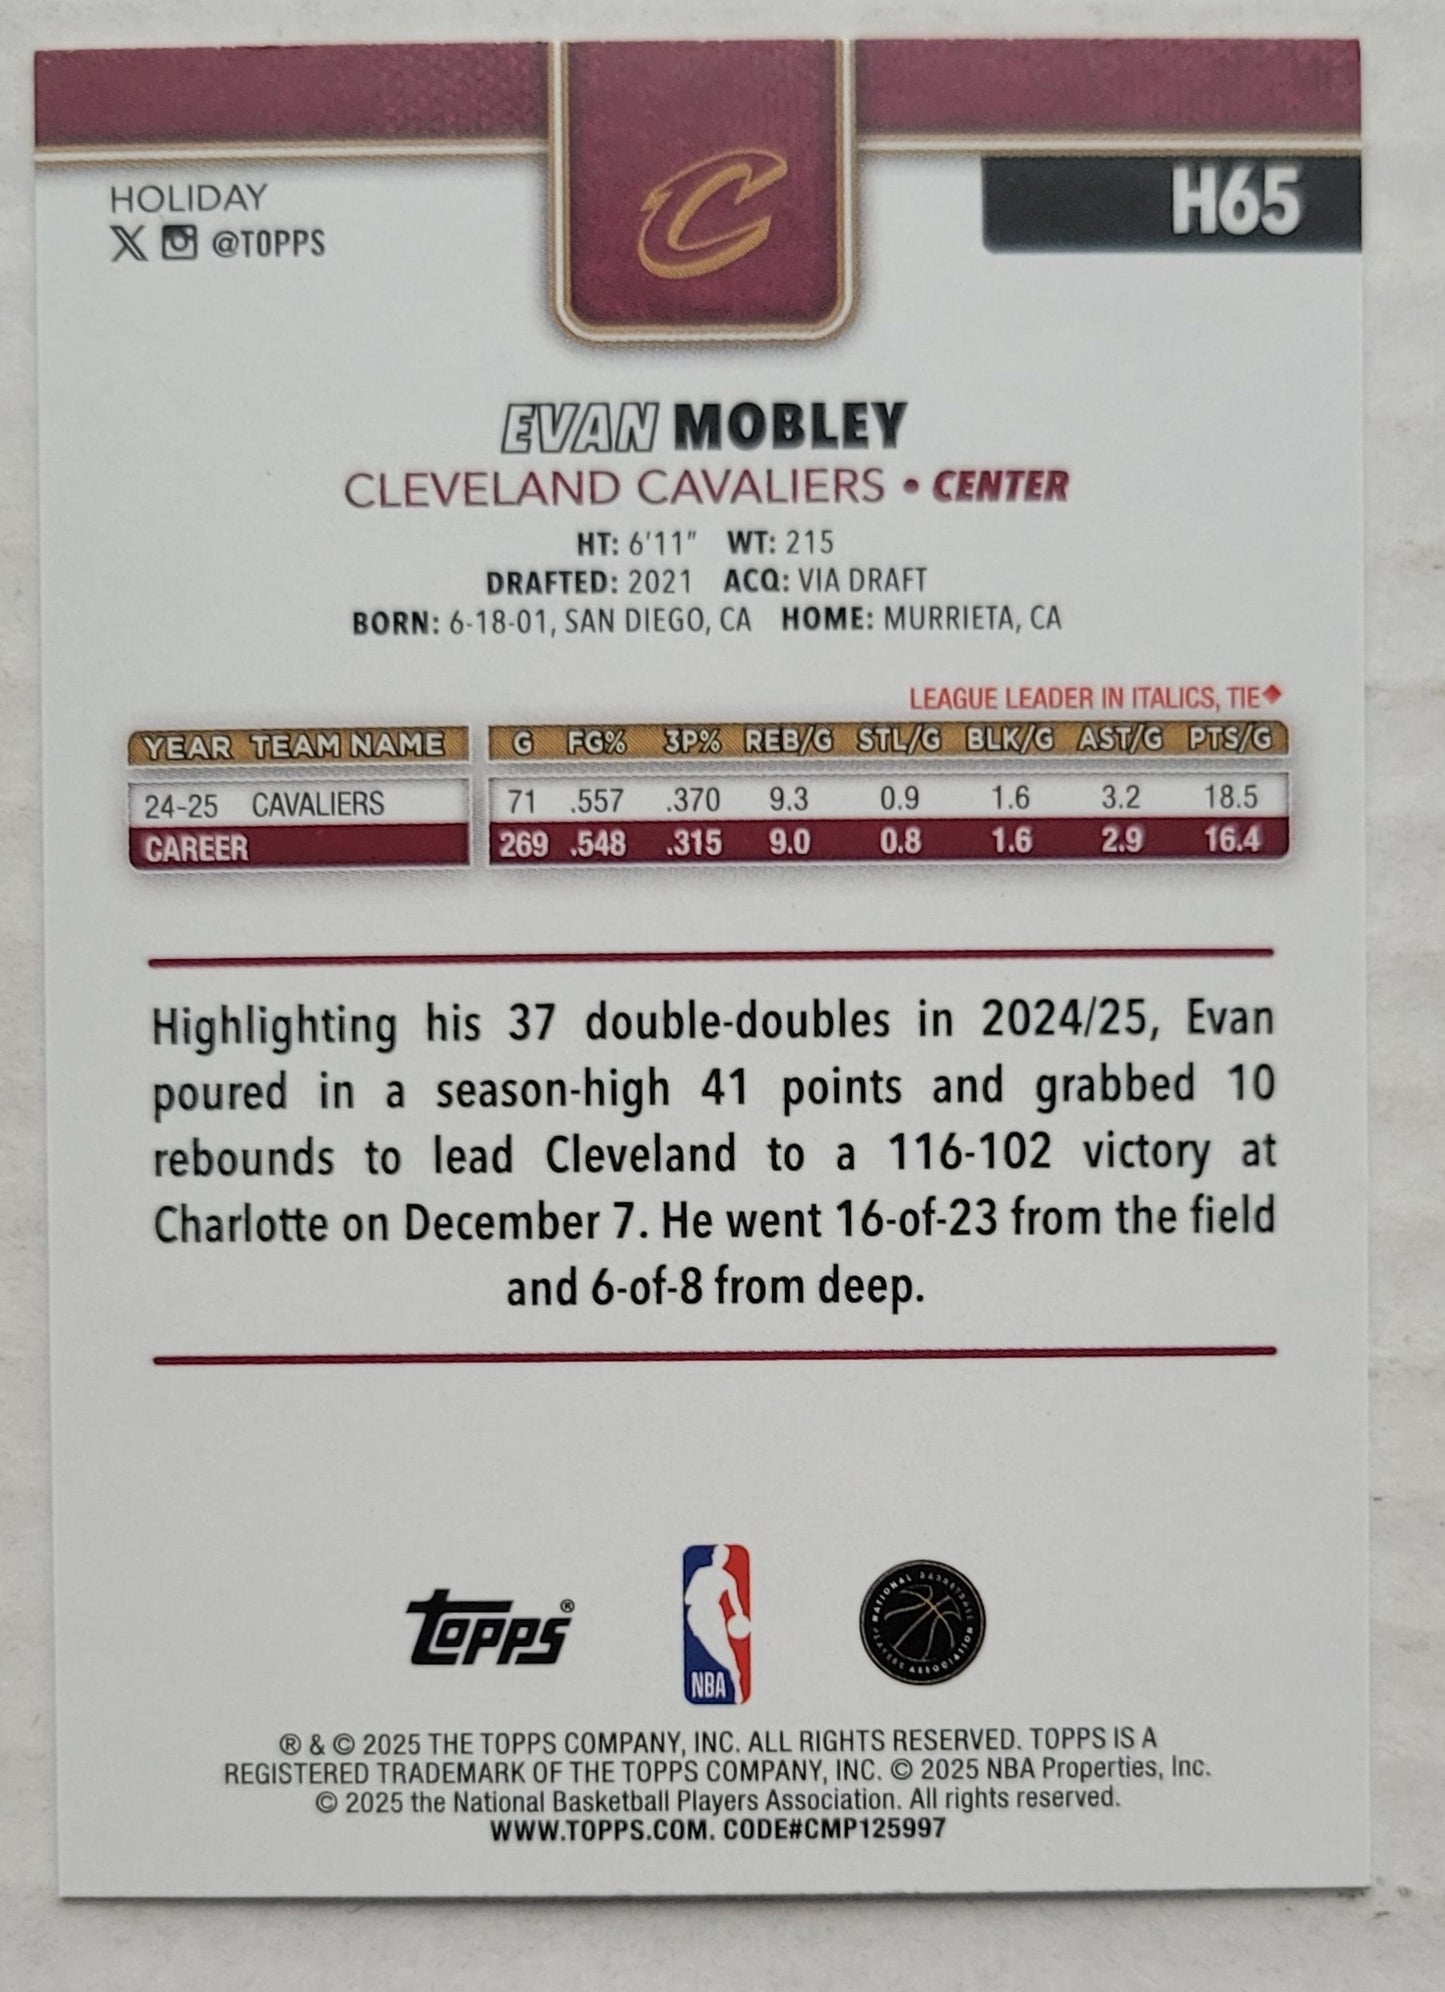 HOLIDAY
X @TOPPS
C
H65
EVAN MOBLEY
CLEVELAND CAVALIERS • CENTER
HT: 6'11" WT: 215
DRAFTED: 2021 ACQ: VIA DRAFT
BORN: 6-18-01, SAN DIEGO, CA HOME: MURRIETA, CA
LEAGUE LEADER IN ITALICS, TIE◆
YEAR TEAM NAME G FG% 3P% REB/G STL/G BLK/G AST/G PTS/G
24-25 CAVALIERS 71 .557 .370 9.3 0.9 1.6 3.2 18.5
CAREER 269 .548 .315 9.0 0.8 1.6 2.9 16.4
Highlighting his 37 double-doubles in 2024/25, Evan
poured in a season-high 41 points and grabbed 10
rebounds to lead Cleveland to a 116-102 victory at
Charlotte on December 7. He went 16-of-23 from the field
and 6-of-8 from deep.
TOPPS®
NBA
NATIONAL BASKETBALL PLAYERS ASSOCIATION
® & © 2025 THE TOPPS COMPANY, INC. ALL RIGHTS RESERVED. TOPPS IS A
REGISTERED TRADEMARK OF THE TOPPS COMPANY, INC. © 2025 NBA Properties, Inc.
© 2025 the National Basketball Players Association. All rights reserved.
WWW.TOPPS.COM. CODE#CMP125997